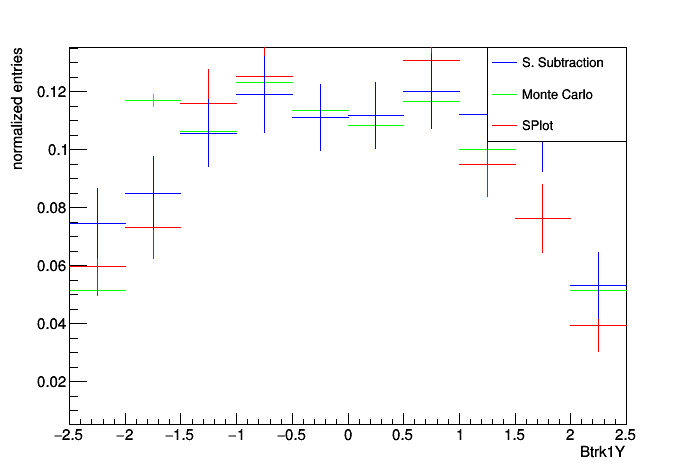 normalized entries
0.12
0.1
0.08
0.06
0.04
0.02
−2.5 −2 −1.5 −1 −0.5 0 0.5 1 1.5 2 2.5
Btrk1Y
S. Subtraction
Monte Carlo
SPlot